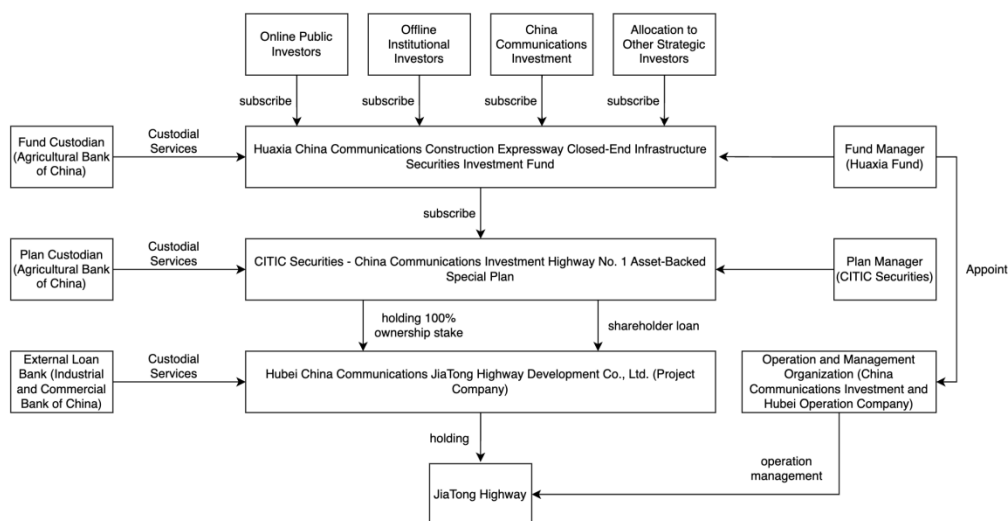 Online Public
Investors
Offline
Institutional
Investors
China
Communications
Investment
Allocation to
Other Strategic
Investors
subscribe
subscribe
subscribe
subscribe
Fund Custodian
(Agricultural Bank
of China)
Custodial
Services
Huaxia China Communications Construction Expressway Closed-End Infrastructure
Securities Investment Fund
Fund Manager
(Huaxia Fund)
subscribe
Plan Custodian
(Agricultural Bank
of China)
Custodial
Services
CITIC Securities - China Communications Investment Highway No. 1 Asset-Backed
Special Plan
Plan Manager
(CITIC Securities)
Appoint
holding 100%
ownership stake
shareholder loan
External Loan
Bank (Industrial
and Commercial
Bank of China)
Custodial
Services
Hubei China Communications JiaTong Highway Development Co., Ltd. (Project
Company)
Operation and Management
Organization (China
Communications Investment and
Hubei Operation Company)
holding
operation
management
JiaTong Highway